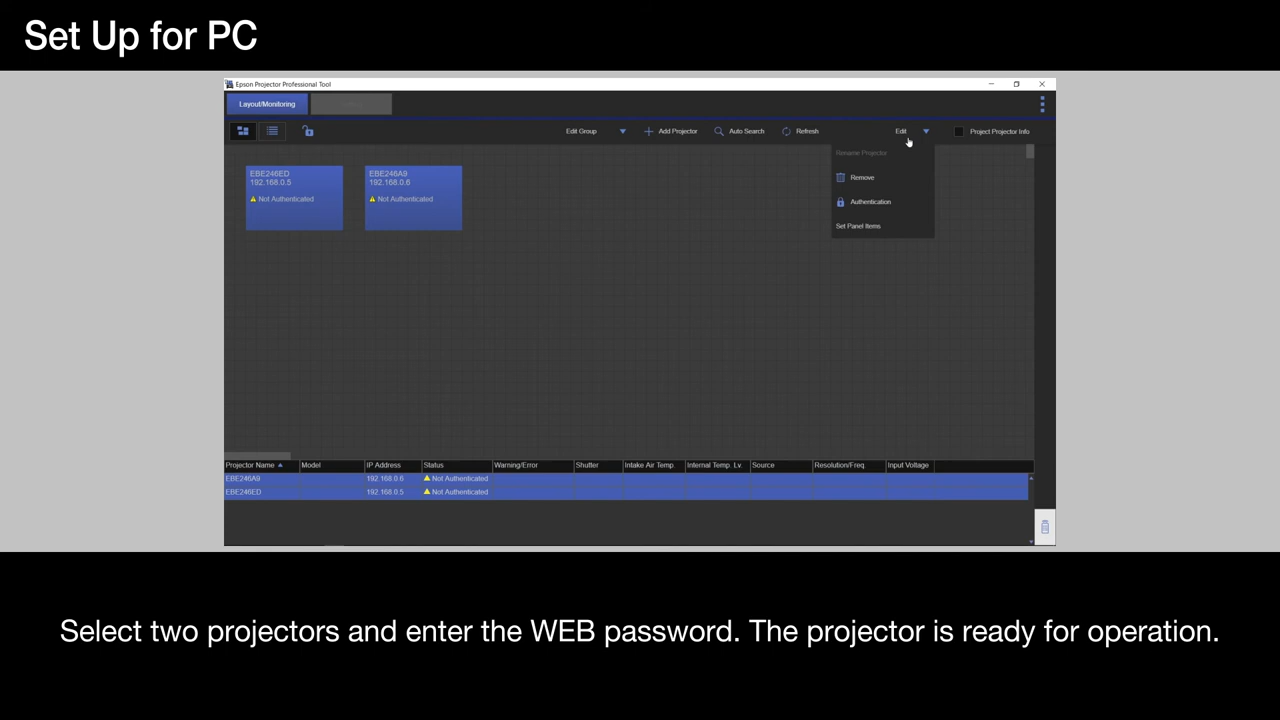 Set Up for PC
Epson Projector Professional Tool
Layout/Monitoring
Edit Group
Add Projector
Auto Search
Refresh
Edit
Project Projector Info
Rename Projector
Remove
Authentication
Set Panel Items
EBE246ED
192.168.0.5
Not Authenticated
EBE246A9
192.168.0.6
Not Authenticated
Projector Name Model IP Address Status Warning/Error Shutter Intake Air Temp. Internal Temp. Lv. Source Resolution/Freq. Input Voltage
EBE246A9 192.168.0.6 Not Authenticated
EBE246ED 192.168.0.5 Not Authenticated
Select two projectors and enter the WEB password. The projector is ready for operation.